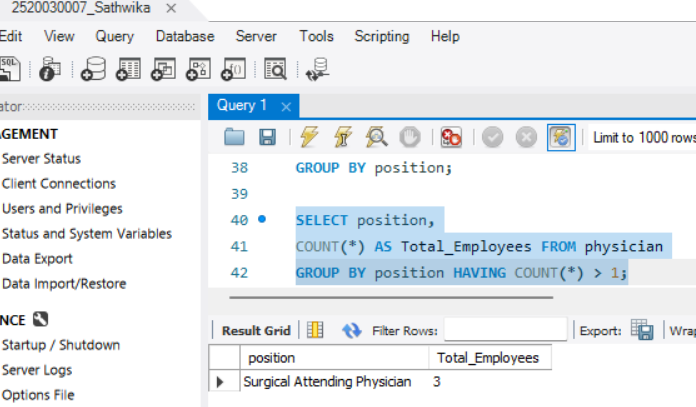 2520030007_Sathwika ×
Edit View Query Database Server Tools Scripting Help
SQL
f()
ator
AGEMENT
Server Status
Client Connections
Users and Privileges
Status and System Variables
Data Export
Data Import/Restore
NCE
Startup / Shutdown
Server Logs
Options File
Query 1 ×
Limit to 1000 rows
38 GROUP BY position;
39
40 SELECT position,
41 COUNT(*) AS Total_Employees FROM physician
42 GROUP BY position HAVING COUNT(*) > 1;
Result Grid Filter Rows: Export: Wrap
position Total_Employees
Surgical Attending Physician 3